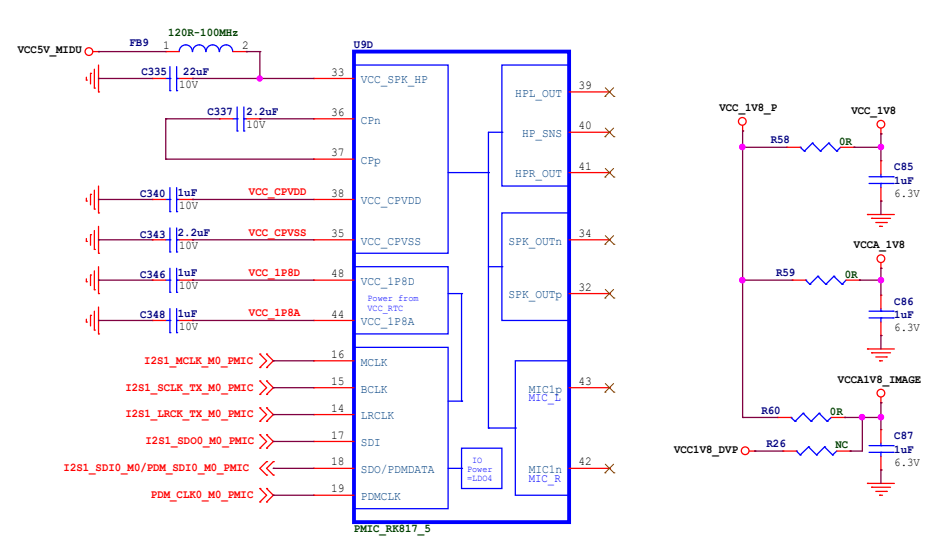 120R-100MHz
VCC5V_MIDU
FB9
1
2
U9D
C335
22uF
10V
33
VCC_SPK_HP
C337
2.2uF
10V
36
CPn
37
CPp
C340
1uF
10V
VCC_CPVDD
38
VCC_CPVDD
C343
2.2uF
10V
VCC_CPVSS
35
VCC_CPVSS
C346
1uF
10V
VCC_1P8D
48
VCC_1P8D
Power from
VCC_RTC
C348
1uF
10V
VCC_1P8A
44
VCC_1P8A
I2S1_MCLK_M0_PMIC
16
MCLK
I2S1_SCLK_TX_M0_PMIC
15
BCLK
I2S1_LRCK_TX_M0_PMIC
14
LRCLK
I2S1_SDO0_M0_PMIC
17
SDI
I2S1_SDI0_M0/PDM_SDI0_M0_PMIC
18
SDO/PDMDATA
PDM_CLK0_M0_PMIC
19
PDMCLK
IO
Power
=LDO4
HPL_OUT
39
HP_SNS
40
HPR_OUT
41
SPK_OUTn
34
SPK_OUTp
32
MIC1p
MIC_L
43
MIC1n
MIC_R
42
PMIC_RK817_5
VCC_1V8_P
VCC_1V8
R58
0R
C85
1uF
6.3V
VCCA_1V8
R59
0R
C86
1uF
6.3V
VCCA1V8_IMAGE
R60
0R
VCC1V8_DVP
R26
NC
C87
1uF
6.3V